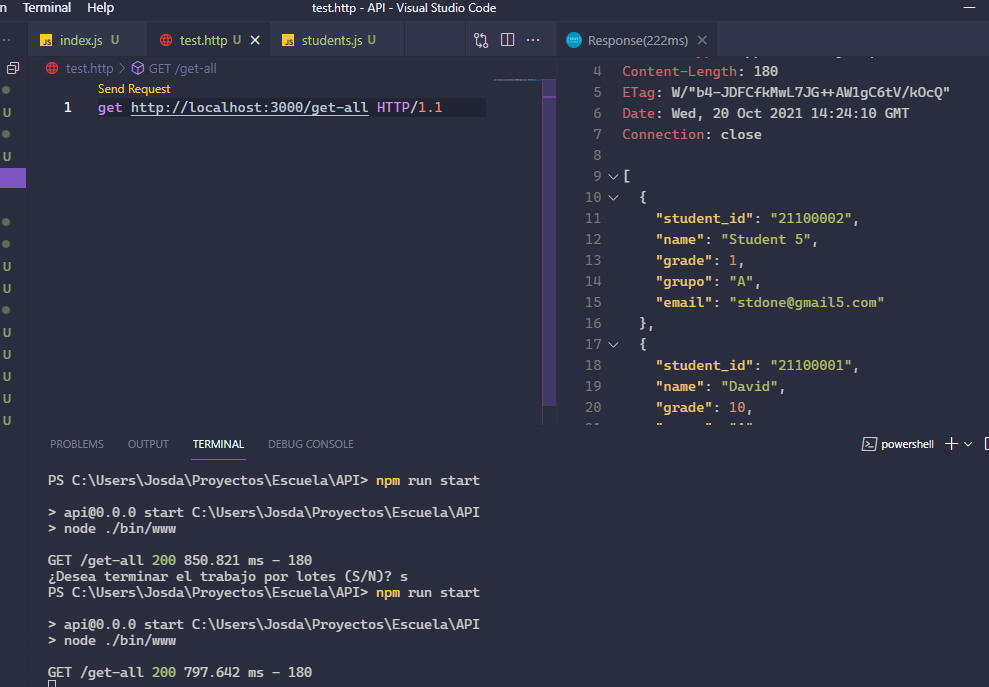 n Terminal Help test.http - API - Visual Studio Code
index.js U test.http U students.js U Response(222ms)
test.http > GET /get-all
Send Request
1 get http://localhost:3000/get-all HTTP/1.1
4 Content-Length: 180
5 ETag: W/"b4-JDFCfkMwL7JG++AW1gC6tV/kOcQ"
6 Date: Wed, 20 Oct 2021 14:24:10 GMT
7 Connection: close
8
9 [
10 {
11 "student_id": "21100002",
12 "name": "Student 5",
13 "grade": 1,
14 "grupo": "A",
15 "email": "stdone@gmail5.com"
16 },
17 {
18 "student_id": "21100001",
19 "name": "David",
20 "grade": 10,
U
U
U
U
U
U
U
U
U
PROBLEMS OUTPUT TERMINAL DEBUG CONSOLE powershell
PS C:\Users\Josda\Proyectos\Escuela\API> npm run start
> api@0.0.0 start C:\Users\Josda\Proyectos\Escuela\API
> node ./bin/www
GET /get-all 200 850.821 ms - 180
¿Desea terminar el trabajo por lotes (S/N)? s
PS C:\Users\Josda\Proyectos\Escuela\API> npm run start
> api@0.0.0 start C:\Users\Josda\Proyectos\Escuela\API
> node ./bin/www
GET /get-all 200 797.642 ms - 180